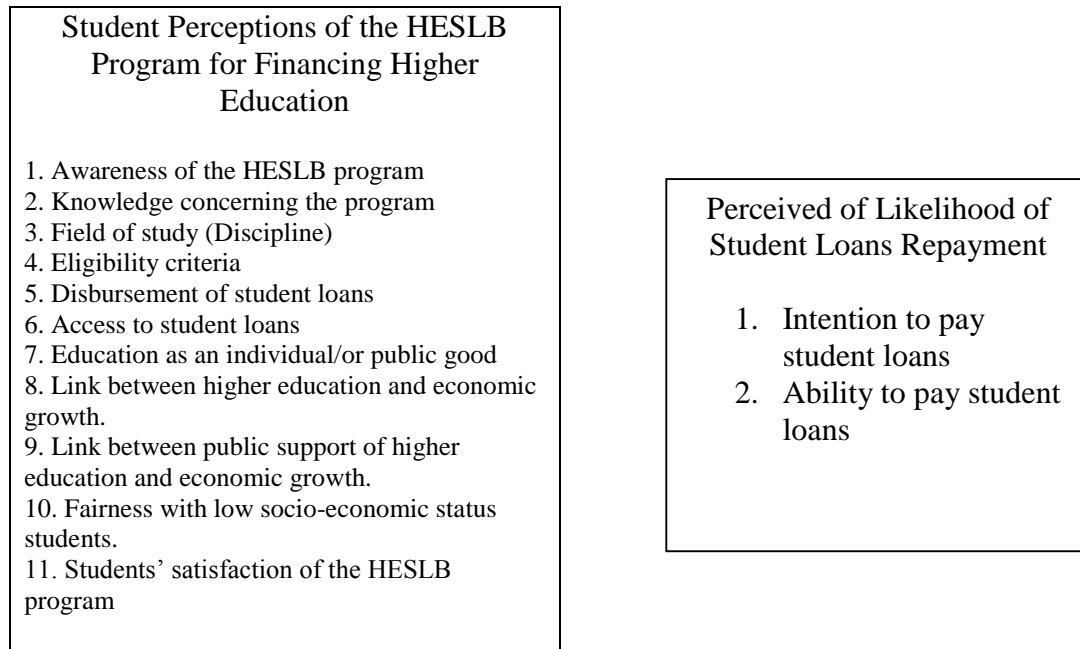 Student Perceptions of the HESLB
Program for Financing Higher
Education
1. Awareness of the HESLB program
2. Knowledge concerning the program
3. Field of study (Discipline)
4. Eligibility criteria
5. Disbursement of student loans
6. Access to student loans
7. Education as an individual/or public good
8. Link between higher education and economic
growth.
9. Link between public support of higher
education and economic growth.
10. Fairness with low socio-economic status
students.
11. Students’ satisfaction of the HESLB
program
Perceived of Likelihood of
Student Loans Repayment
1. Intention to pay
student loans
2. Ability to pay student
loans